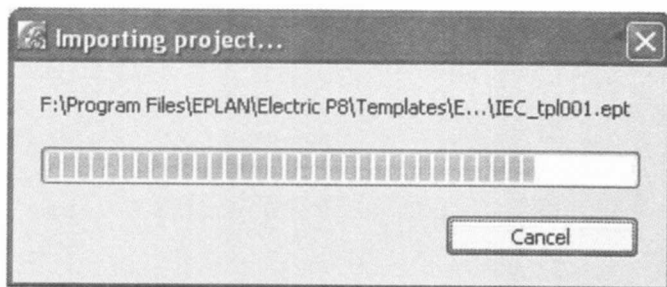 Importing project...
F:\Program Files\EPLAN\Electric P8\Templates\E...\IEC_tpl001.ept
Cancel